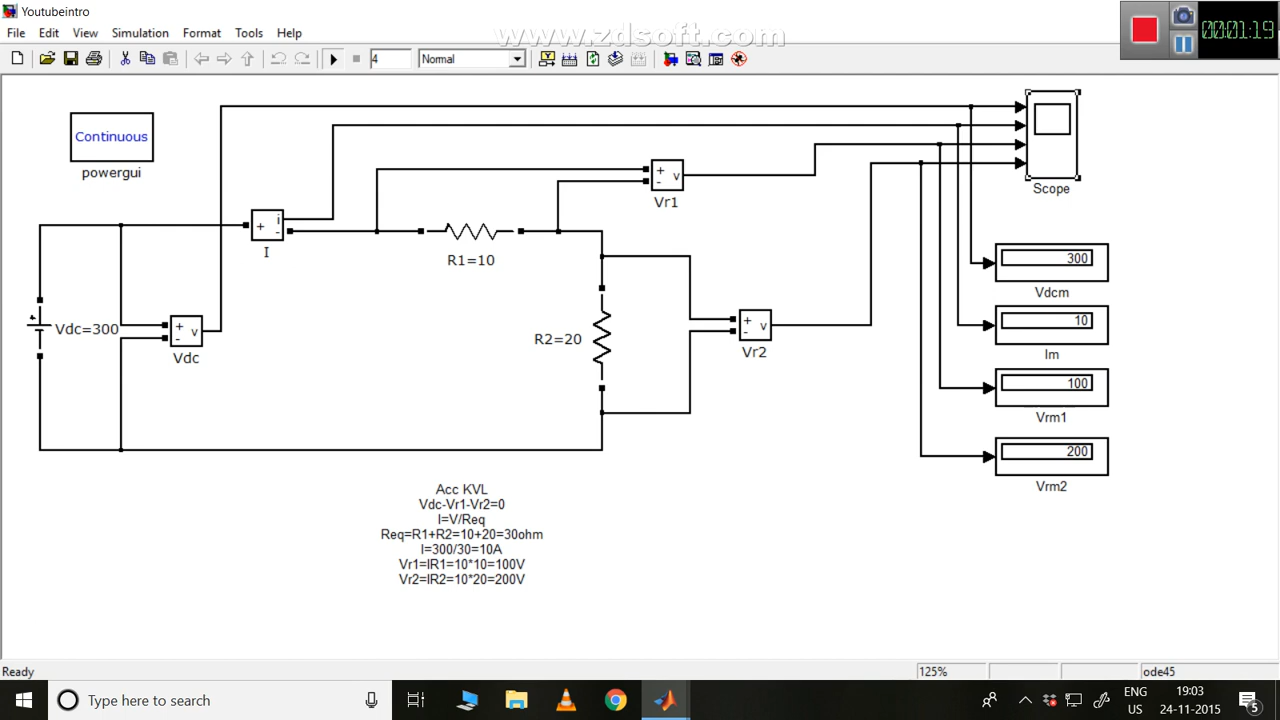 Youtubeintro
File Edit View Simulation Format Tools Help
www.zdsoft.com
00:01:19
4
Normal
Continuous
powergui
Scope
+
-
v
Vr1
+
i
-
I
R1=10
300
Vdcm
Vdc=300
+
-
v
Vdc
R2=20
+
-
v
Vr2
10
Im
100
Vrm1
200
Vrm2
Acc KVL
Vdc-Vr1-Vr2=0
I=V/Req
Req=R1+R2=10+20=30ohm
I=300/30=10A
Vr1=IR1=10*10=100V
Vr2=IR2=10*20=200V
Ready
125%
ode45
Type here to search
ENG
US
19:03
24-11-2015
5